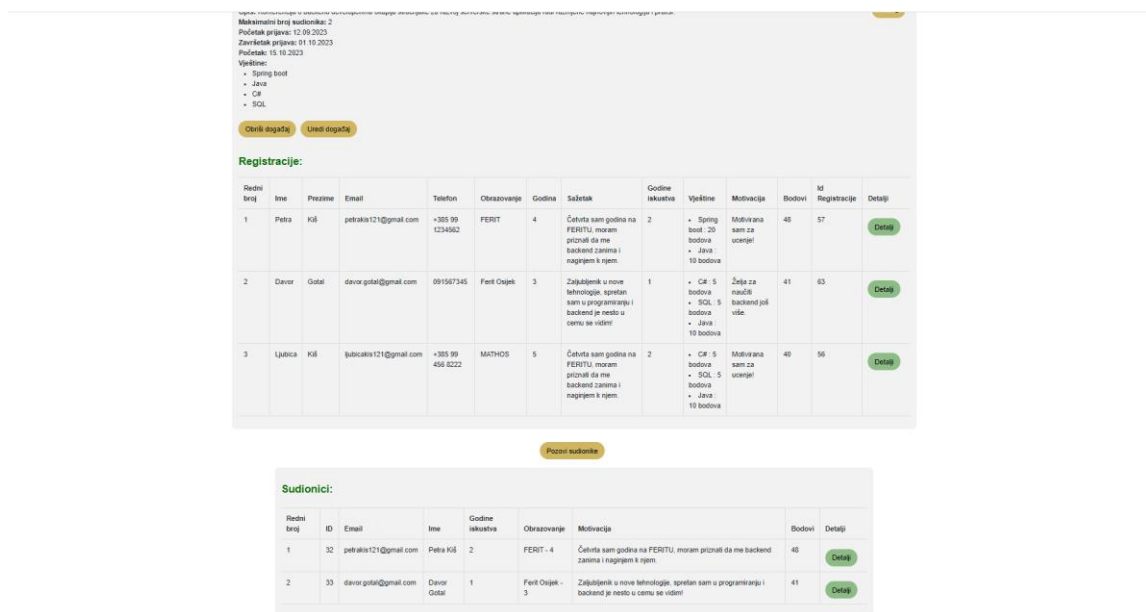 Maksimalni broj sudionika: 2
Početak prijava: 12.09.2023
Završetak prijava: 01.10.2023
Početak: 15.10.2023
Vještine:
Spring boot
Java
C#
SQL
Obriši događaj Uredi događaj
Registracije:
Redni broj Ime Prezime Email Telefon Obrazovanje Godina Sažetak Godine iskustva Vještine Motivacija Bodovi Id Registracije Detalji
1 Petra Kiš petrakis121@gmail.com +385 99 FERIT 4 Četvrta sam godina na 2 • Spring Motivirana 57 Detalji
1234562 FERITU, moram boot : 20 sam za
priznati da me bodova ucenje!
backend zanima i • Java :
naginjem k njem. 10 bodova
2 Davor Gotal davor.gotal@gmail.com 091567345 Ferit Osijek 3 Zaljubljenik u nove 1 • C# : 5 Želja za 41 63 Detalji
tehnologije, spretan bodova naučiti
sam u programiranju i • SQL : 5 backend još
backend je nesto u bodova više.
cemu se vidim! • Java :
10 bodova
3 Ljubica Kiš ljubicakis121@gmail.com +385 99 MATHOS 5 Četvrta sam godina na 2 • C# : 5 Motivirana 40 56 Detalji
456 8222 FERITU, moram bodova sam za
priznati da me • SQL : 5 ucenje!
backend zanima i bodova
naginjem k njem. • Java :
10 bodova
Pozovi sudionike
Sudionici:
Redni broj ID Email Ime Godine iskustva Obrazovanje Motivacija Bodovi Detalji
1 32 petrakis121@gmail.com Petra Kiš 2 FERIT - 4 Četvrta sam godina na FERITU, moram priznati da me backend Detalji
zanima i naginjem k njem.
2 33 davor.gotal@gmail.com Davor 1 Ferit Osijek - Zaljubljenik u nove tehnologije, spretan sam u programiranju i 41 Detalji
Gotal 3 backend je nesto u cemu se vidim!